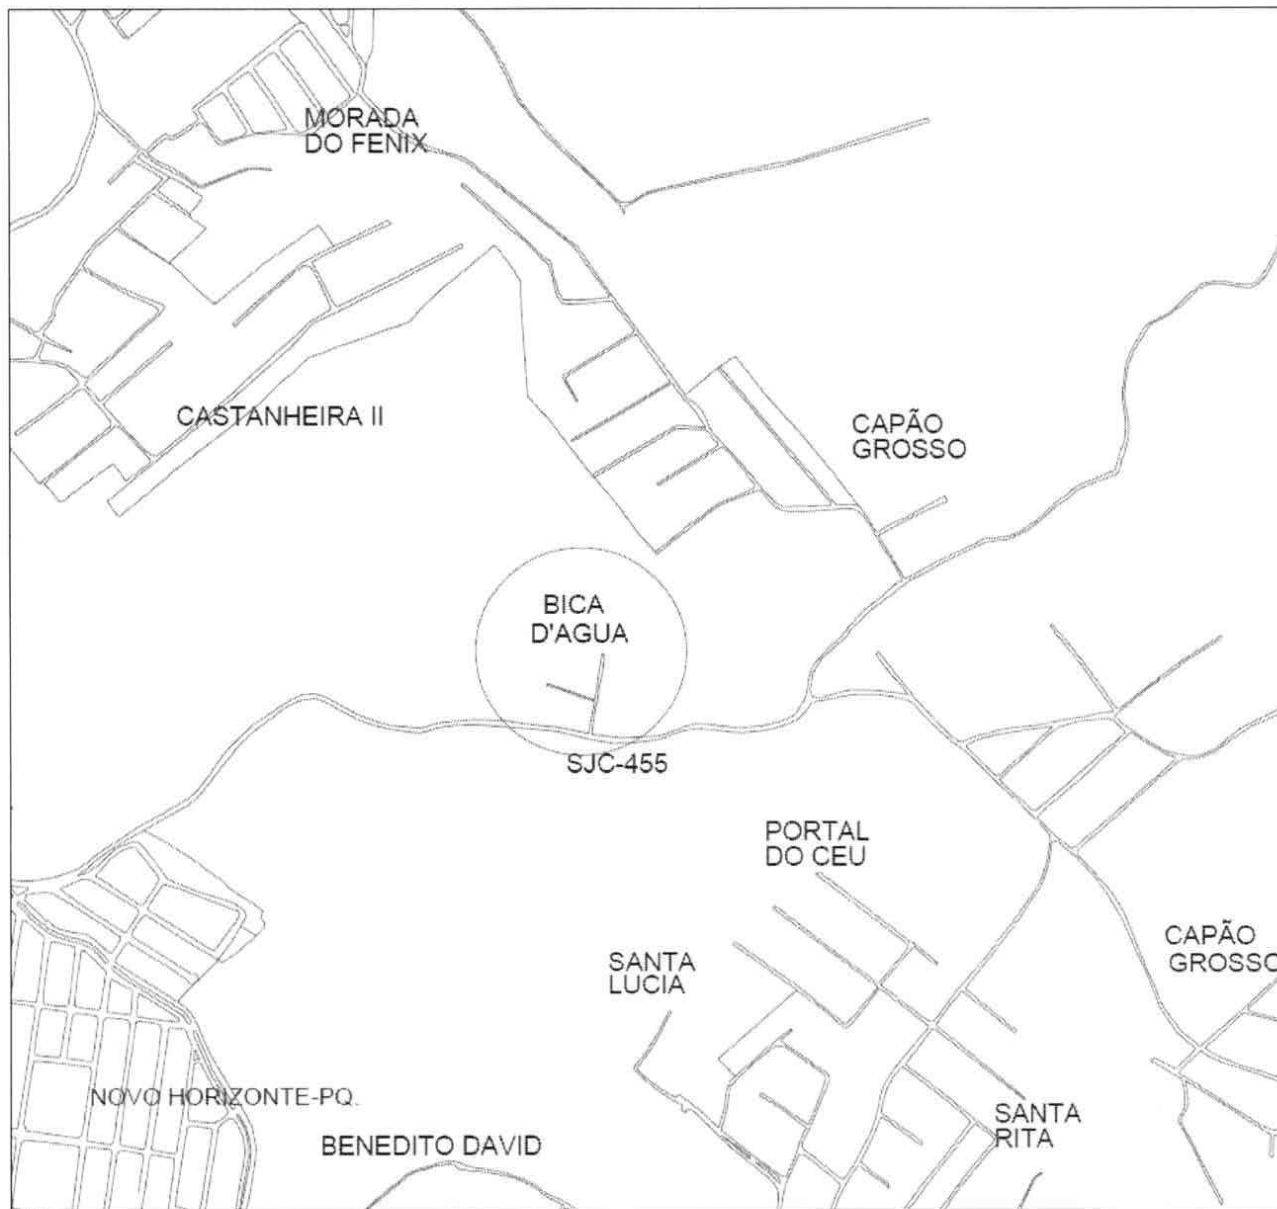 MORADA
DO FENIX
CASTANHEIRA II
CAPÃO
GROSSO
BICA
D'AGUA
SJC-455
PORTAL
DO CEU
SANTA
LUCIA
CAPÃO
GROSSO
NOVO HORIZONTE-PQ.
SANTA
RITA
BENEDITO DAVID